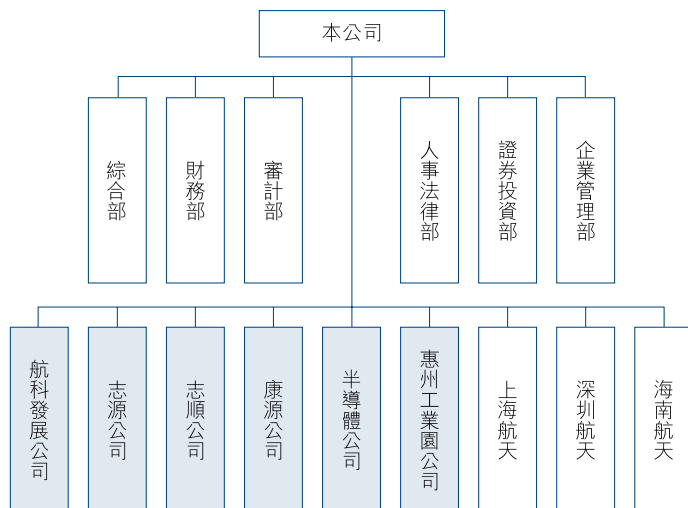 本公司
綜合部
財務部
審計部
人事法律部
證券投資部
企業管理部
航科發展公司
志源公司
志順公司
康源公司
半導體公司
惠州工業園公司
上海航天
深圳航天
海南航天